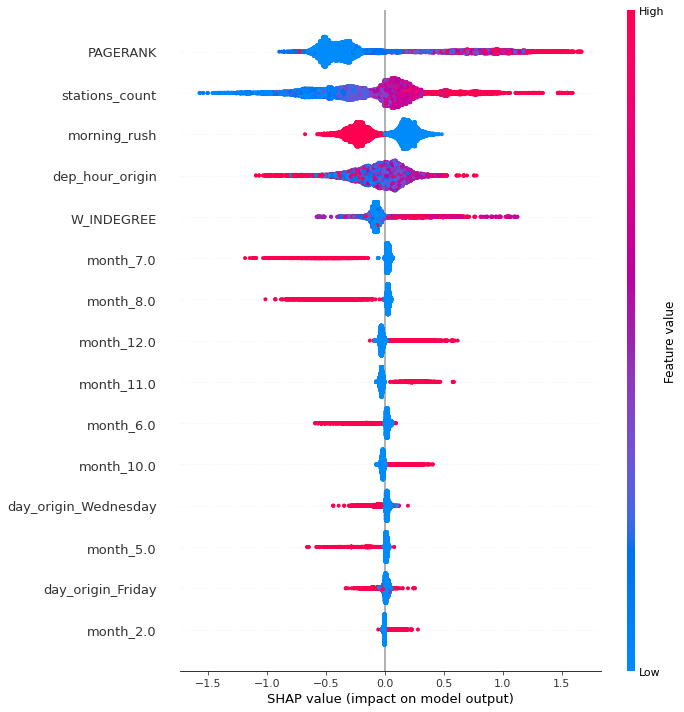 High
PAGERANK
stations_count
morning_rush
dep_hour_origin
W_INDEGREE
month_7.0
month_8.0
month_12.0
month_11.0
month_6.0
month_10.0
day_origin_Wednesday
month_5.0
day_origin_Friday
month_2.0
Feature value
Low
−1.5 −1.0 −0.5 0.0 0.5 1.0 1.5
SHAP value (impact on model output)